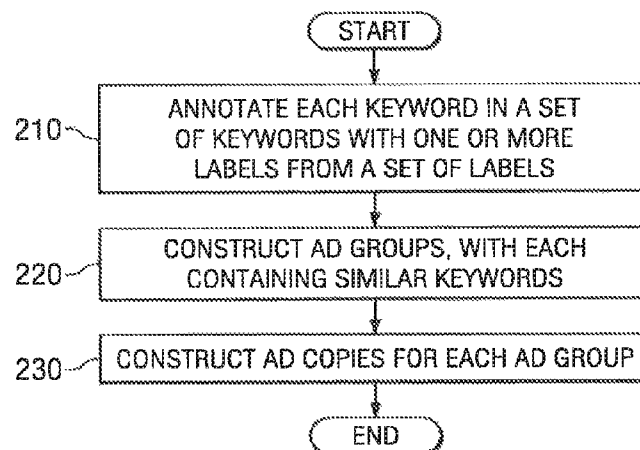 START
210
ANNOTATE EACH KEYWORD IN A SET
OF KEYWORDS WITH ONE OR MORE
LABELS FROM A SET OF LABELS
220
CONSTRUCT AD GROUPS, WITH EACH
CONTAINING SIMILAR KEYWORDS
230
CONSTRUCT AD COPIES FOR EACH AD GROUP
END